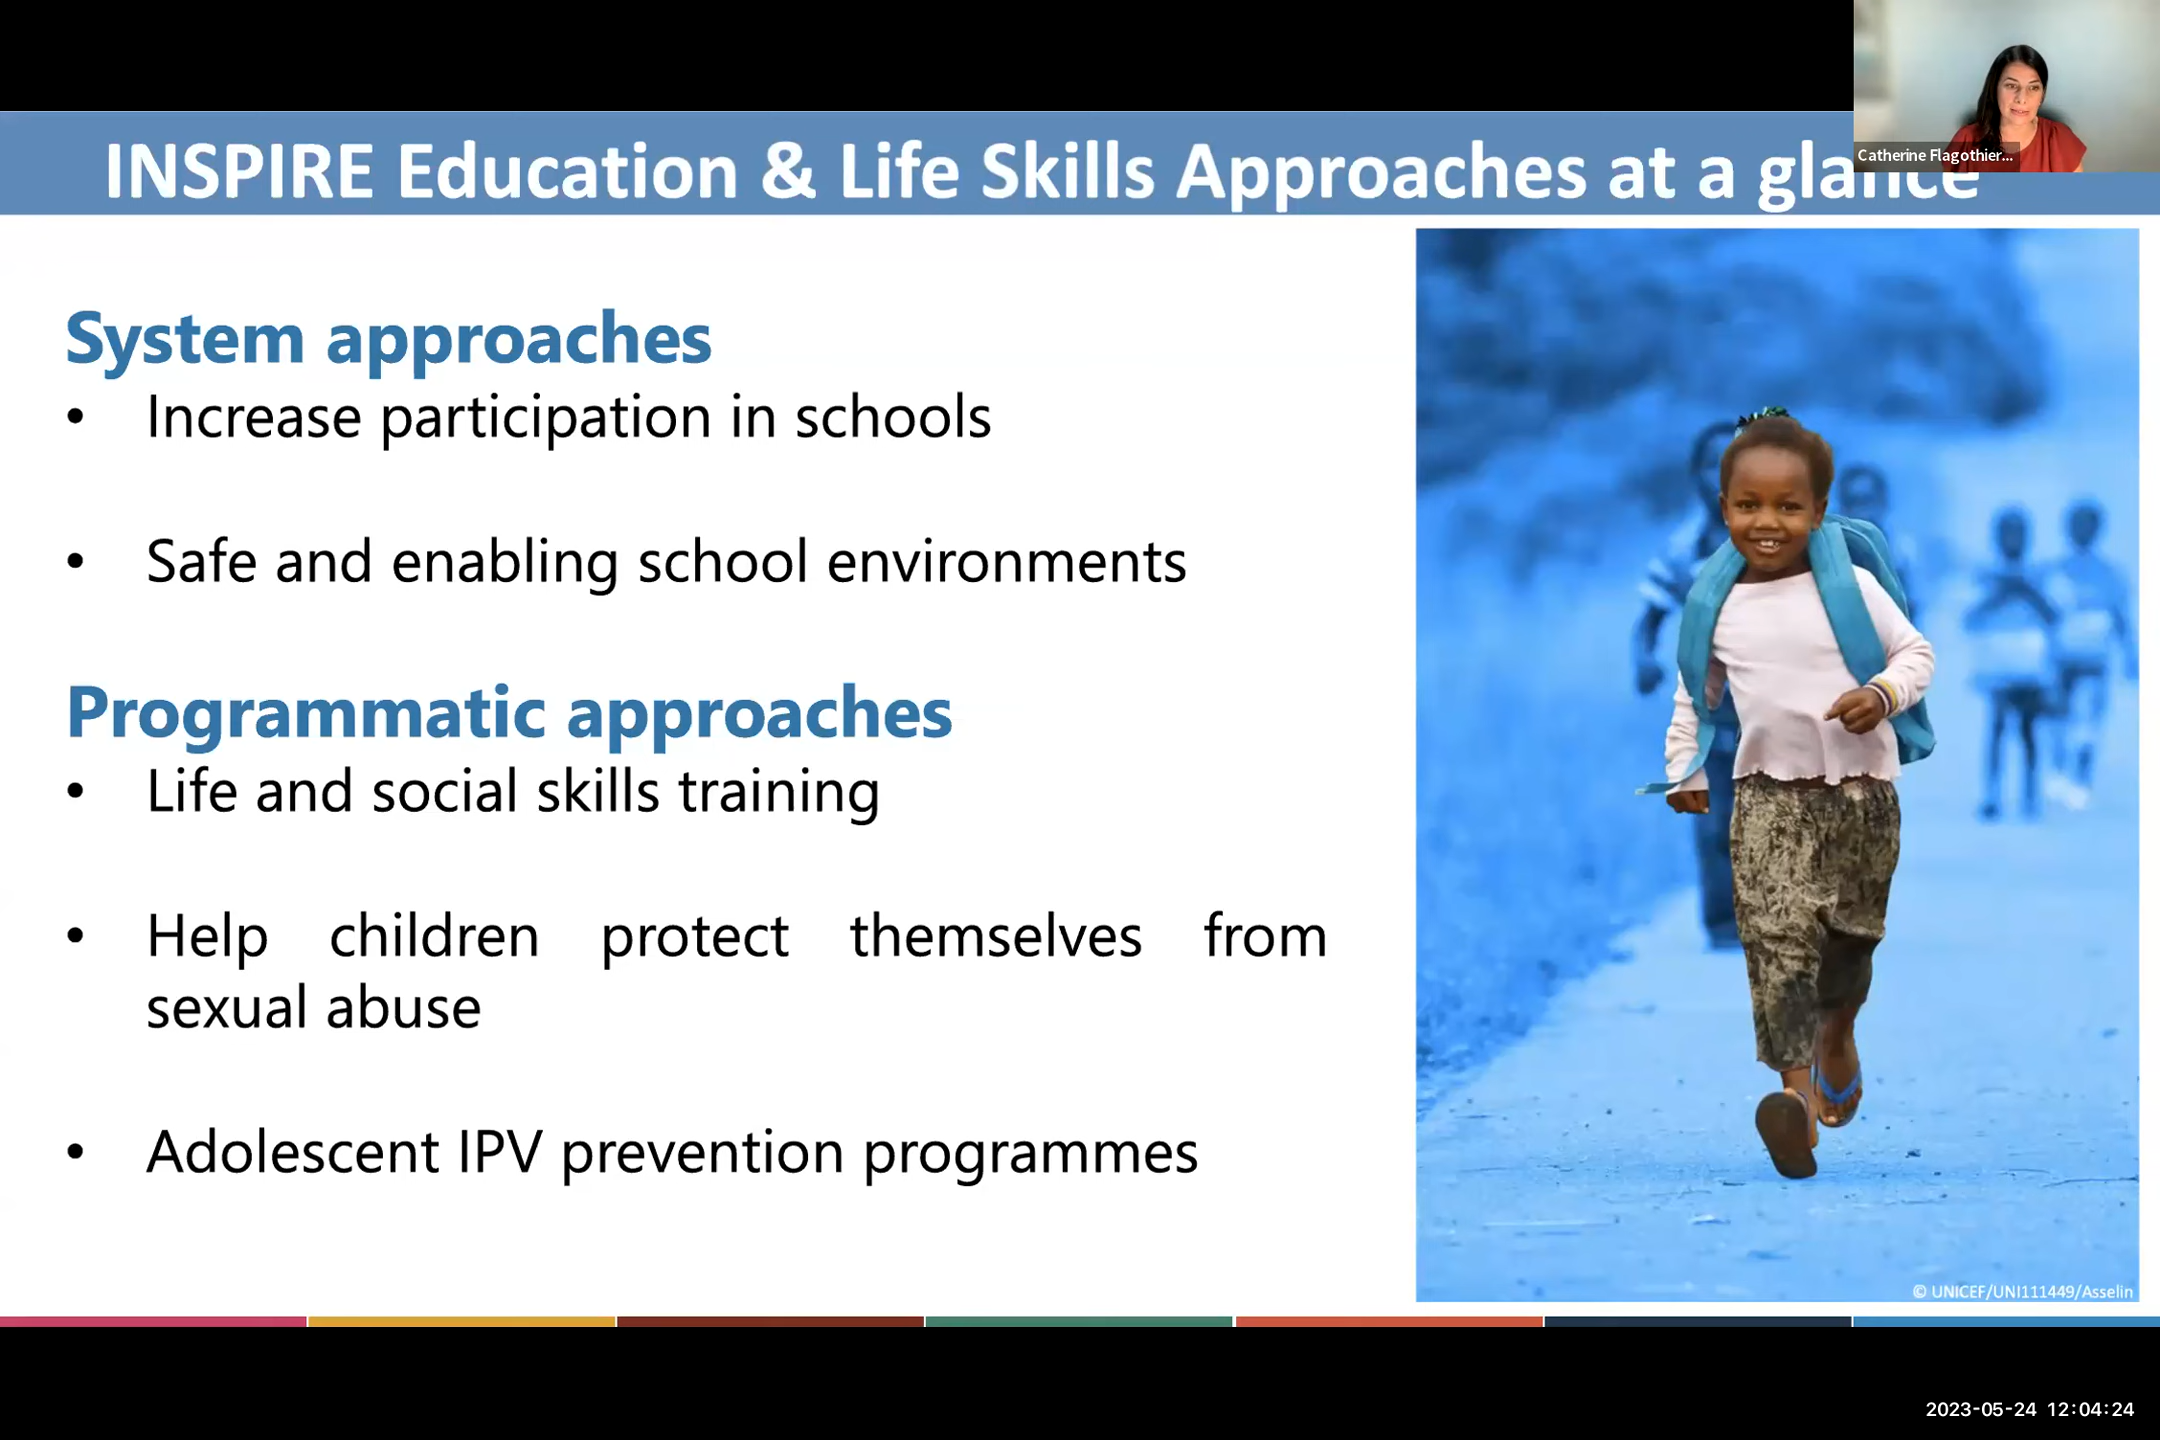 Catherine Flagothier...
INSPIRE Education & Life Skills Approaches at a glance
System approaches
• Increase participation in schools
• Safe and enabling school environments
Programmatic approaches
• Life and social skills training
• Help children protect themselves from
sexual abuse
• Adolescent IPV prevention programmes
© UNICEF/UNI111449/Asselin
2023-05-24 12:04:24